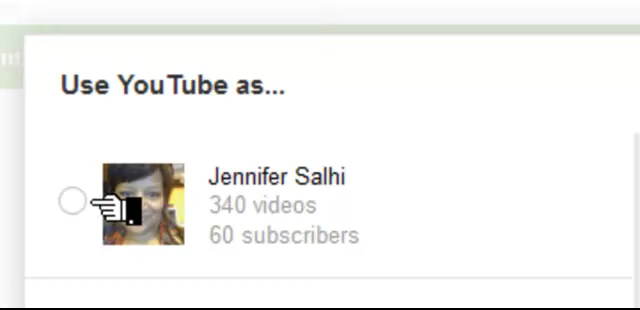 Use YouTube as...
Jennifer Salhi
340 videos
60 subscribers